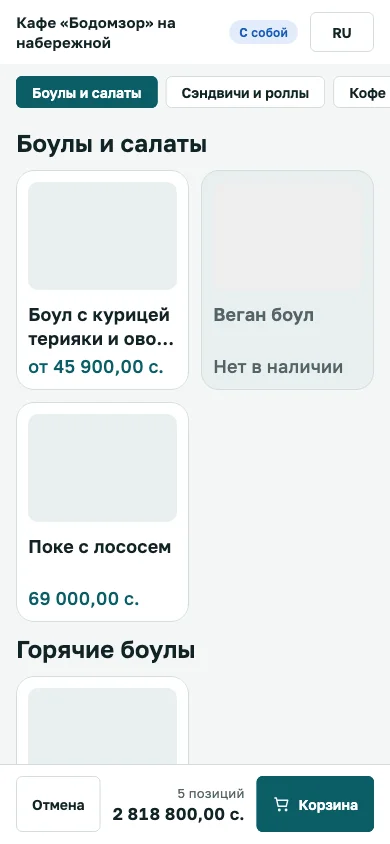 Кафе «Бодомзор» на
набережной
С собой
RU
Боулы и салаты
Сэндвичи и роллы
Кофе
Боулы и салаты
Боул с курицей
терияки и ово...
от 45 900,00 с.
Веган боул
Нет в наличии
Поке с лососем
69 000,00 с.
Горячие боулы
Отмена
5 позиций
2 818 800,00 с.
Корзина